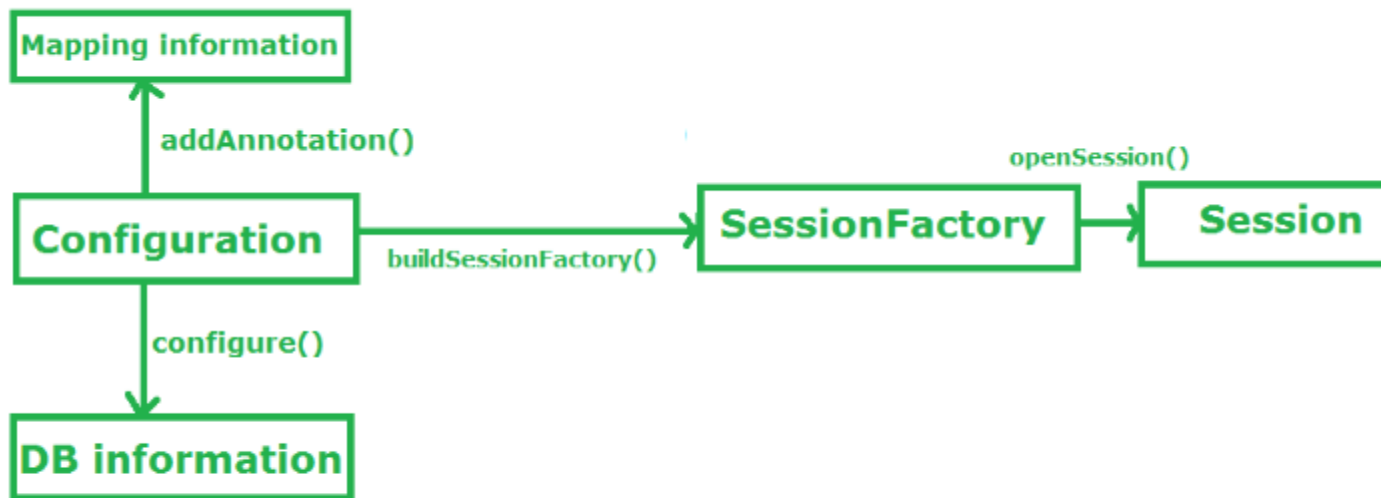 Mapping information
addAnnotation()
openSession()
Configuration
SessionFactory
Session
buildSessionFactory()
configure()
DB information